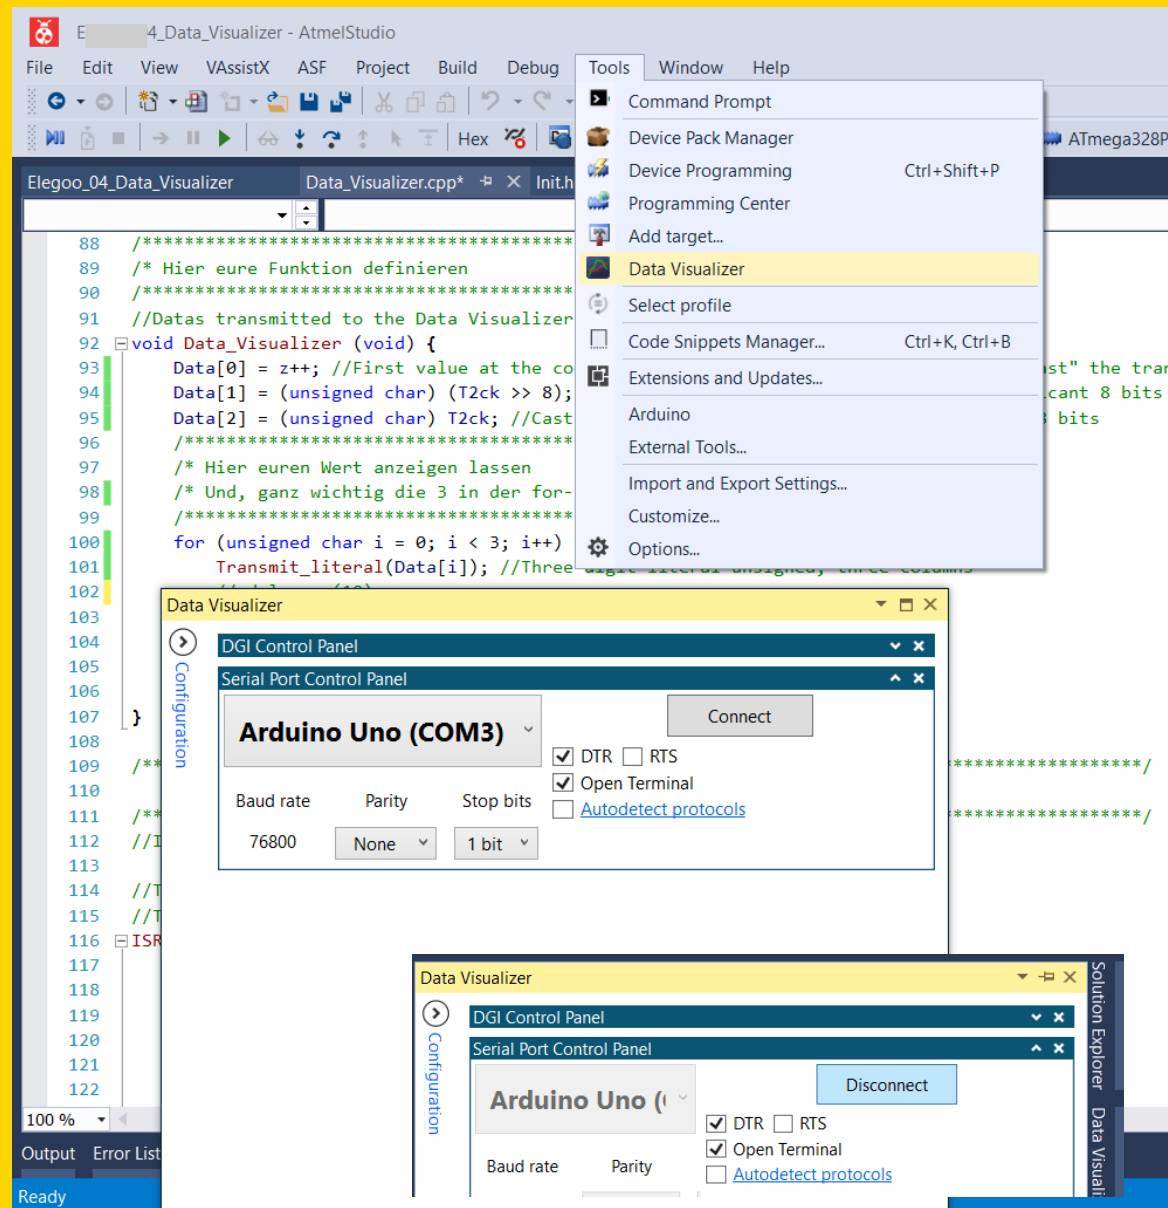 E 4_Data_Visualizer - AtmelStudio
File Edit View VAssistX ASF Project Build Debug Tools Window Help
Hex ATmega328P
Command Prompt
Device Pack Manager
Device Programming Ctrl+Shift+P
Programming Center
Add target...
Data Visualizer
Select profile
Code Snippets Manager... Ctrl+K, Ctrl+B
Extensions and Updates...
Arduino
External Tools...
Import and Export Settings...
Customize...
Options...
Elegoo_04_Data_Visualizer Data_Visualizer.cpp* Init.h
88 /*****************************************
89 /* Hier eure Funktion definieren
90 /*****************************************
91 //Datas transmitted to the Data Visualizer
92 void Data_Visualizer (void) {
93 Data[0] = z++; //First value at the co st" the tran
94 Data[1] = (unsigned char) (T2ck >> 8); cant 8 bits
95 Data[2] = (unsigned char) T2ck; //Cast bits
96 /*************************************
97 /* Hier euren Wert anzeigen lassen
98 /* Und, ganz wichtig die 3 in der for-
99 /*************************************
100 for (unsigned char i = 0; i < 3; i++)
101 Transmit_literal(Data[i]); //Three digit literal unsigned, three columns
102
103
104
105
106
107 }
108
109 /** ******************/
110
111 /** ******************/
112 //I
113
114 //T
115 //T
116 ISR
117
118
119
120
121
122
100 %
Output Error List
Ready
Data Visualizer
Configuration
DGI Control Panel
Serial Port Control Panel
Arduino Uno (COM3)
Connect
DTR RTS
Open Terminal
Autodetect protocols
Baud rate Parity Stop bits
76800 None 1 bit
Data Visualizer
Configuration
DGI Control Panel
Serial Port Control Panel
Arduino Uno (
Disconnect
DTR RTS
Open Terminal
Autodetect protocols
Baud rate Parity
Solution Explorer
Data Visuali